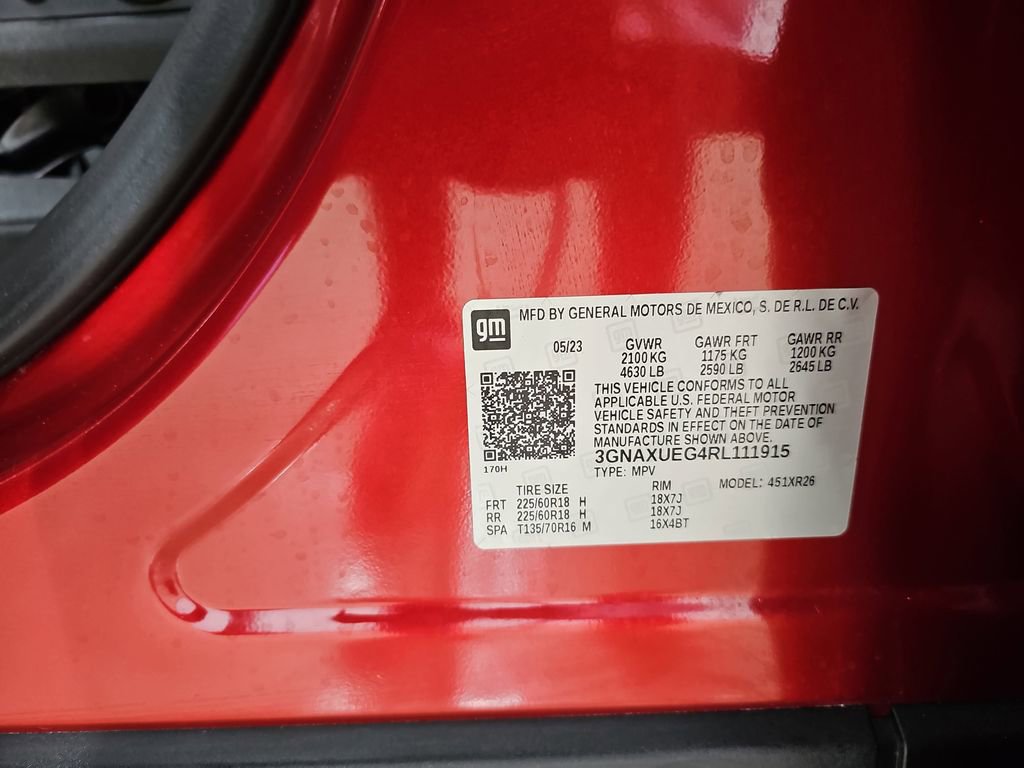 gm
MFD BY GENERAL MOTORS DE MEXICO, S. DE R.L. DE C.V.
05/23 GVWR GAWR FRT GAWR RR
2100 KG 1175 KG 1200 KG
4630 LB 2590 LB 2645 LB
THIS VEHICLE CONFORMS TO ALL
APPLICABLE U.S. FEDERAL MOTOR
VEHICLE SAFETY AND THEFT PREVENTION
STANDARDS IN EFFECT ON THE DATE OF
MANUFACTURE SHOWN ABOVE.
3GNAXUEG4RL111915
170H
TYPE: MPV
TIRE SIZE RIM MODEL: 451XR26
FRT 225/60R18 H 18X7J
RR 225/60R18 H 18X7J
SPA T135/70R16 M 16X4BT